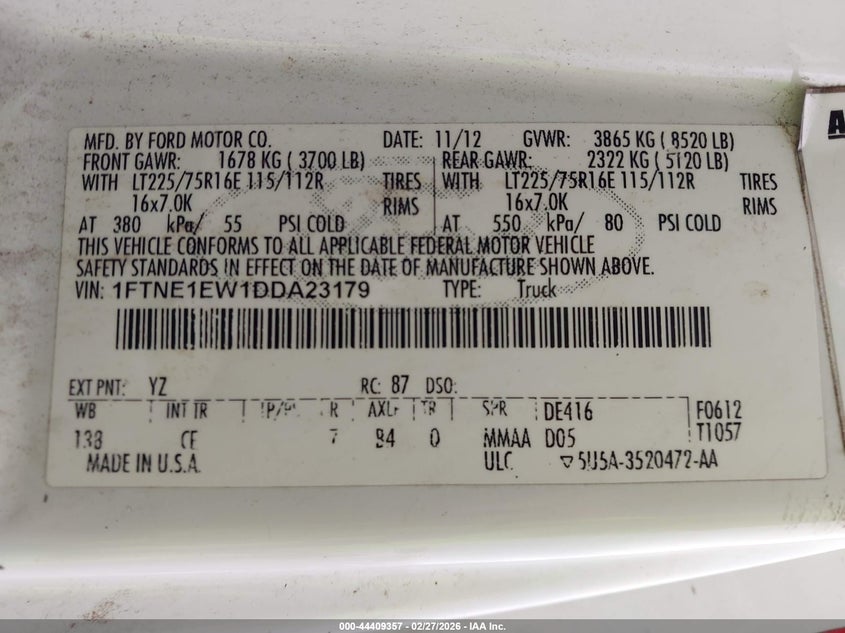 MFD. BY FORD MOTOR CO. DATE: 11/12 GVWR: 3865 KG ( 8520 LB)
FRONT GAWR: 1678 KG ( 3700 LB) REAR GAWR: 2322 KG ( 5120 LB)
WITH LT225/75R16E 115/112R TIRES WITH LT225/75R16E 115/112R TIRES
16x7.0K RIMS 16x7.0K RIMS
AT 380 kPa/ 55 PSI COLD AT 550 kPa/ 80 PSI COLD
THIS VEHICLE CONFORMS TO ALL APPLICABLE FEDERAL MOTOR VEHICLE
SAFETY STANDARDS IN EFFECT ON THE DATE OF MANUFACTURE SHOWN ABOVE.
VIN: 1FTNE1EW1DDA23179 TYPE: Truck
EXT PNT: YZ RC: 87 DSO:
WB INT TR R AXLE TR SPR DE416 F0612
138 CE 7 B4 0 MMAA D05 T1057
MADE IN U.S.A. ULC 5U5A-3520472-AA
000-44409357 - 02/27/2026 - IAA Inc.